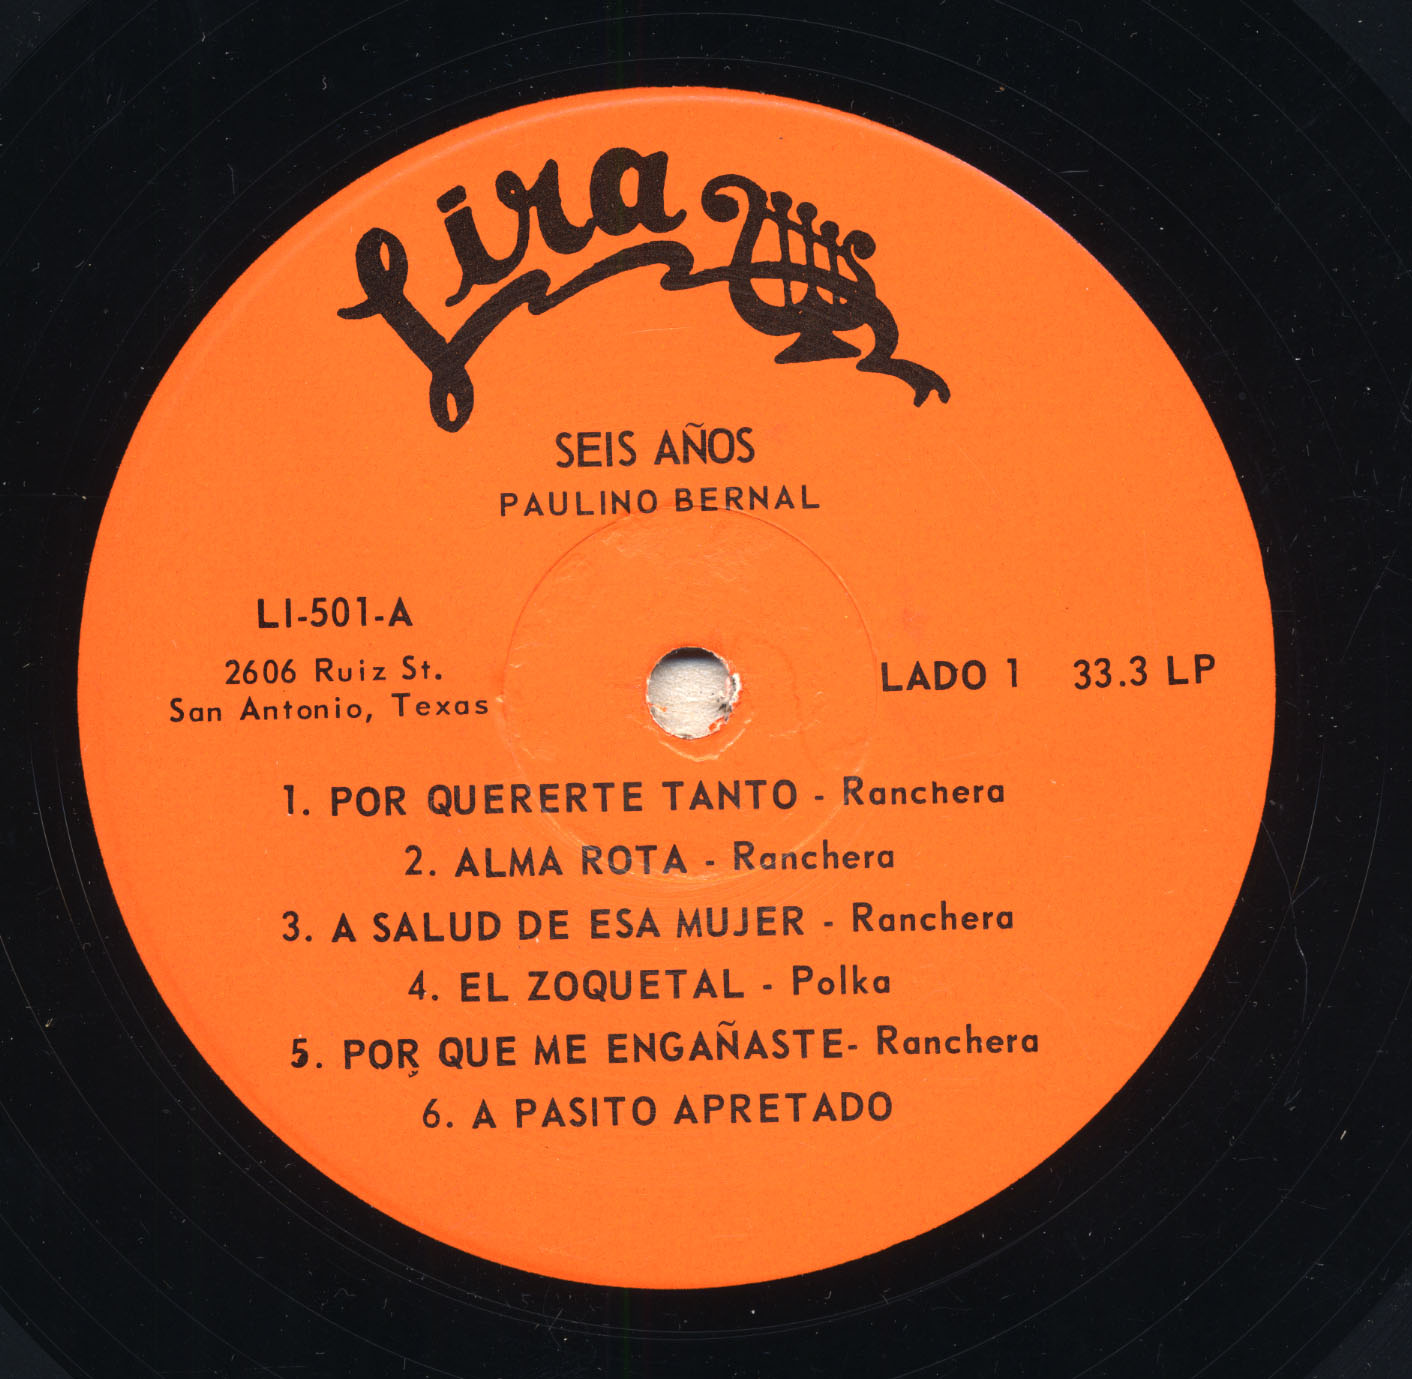 Lira
SEIS AÑOS
PAULINO BERNAL
LI-501-A
2606 Ruiz St.
San Antonio, Texas
LADO 1 33.3 LP
1. POR QUERERTE TANTO - Ranchera
2. ALMA ROTA - Ranchera
3. A SALUD DE ESA MUJER - Ranchera
4. EL ZOQUETAL - Polka
5. POR QUE ME ENGAÑASTE- Ranchera
6. A PASITO APRETADO